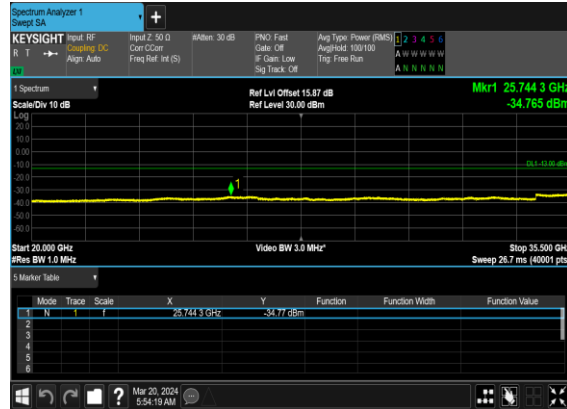 Spectrum Analyzer 1
Swept SA
+
KEYSIGHT Input: RF Input Z: 50 Ω #Atten: 30 dB PNO: Fast Avg Type: Power (RMS) 1 2 3 4 5 6
R T Coupling: DC Corr CCorr Gate: Off Avg|Hold: 100/100 A W W W W W
Align: Auto Freq Ref: Int (S) IF Gain: Low Trig: Free Run
Sig Track: Off A N N N N N
1 Spectrum Ref Lvl Offset 15.87 dB Mkr1 25.744 3 GHz
Scale/Div 10 dB Ref Level 30.00 dBm -34.765 dBm
Log
20.0
10.0
0.00
-10.0 DL1 -13.00 dBm
-20.0
-30.0 1
-40.0
-50.0
-60.0
Start 20.000 GHz Video BW 3.0 MHz* Stop 35.500 GHz
#Res BW 1.0 MHz Sweep 26.7 ms (40001 pts)
5 Marker Table
Mode Trace Scale X Y Function Function Width Function Value
1 N 1 f 25.744 3 GHz -34.77 dBm
2
3
4
5
6
? Mar 20, 2024
5:54:19 AM